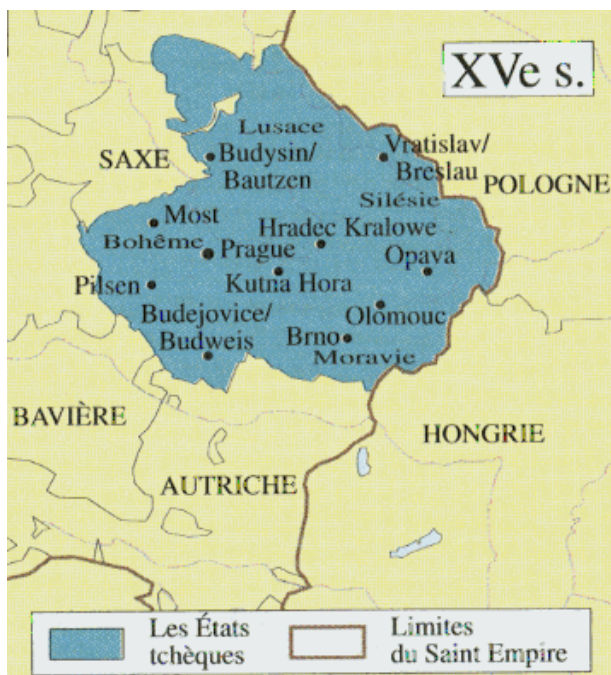 XVe s.
Lusace
SAXE
Budysin/
Bautzen
Vratislav/
Breslau
POLOGNE
Silésie
Most
Hradec Kralowe
Bohême
Prague
Opava
Pilsen
Kutna Hora
Budejovice/
Budweis
Olomouc
Brno
Moravie
BAVIÈRE
HONGRIE
AUTRICHE
Les États
tchèques
Limites
du Saint Empire